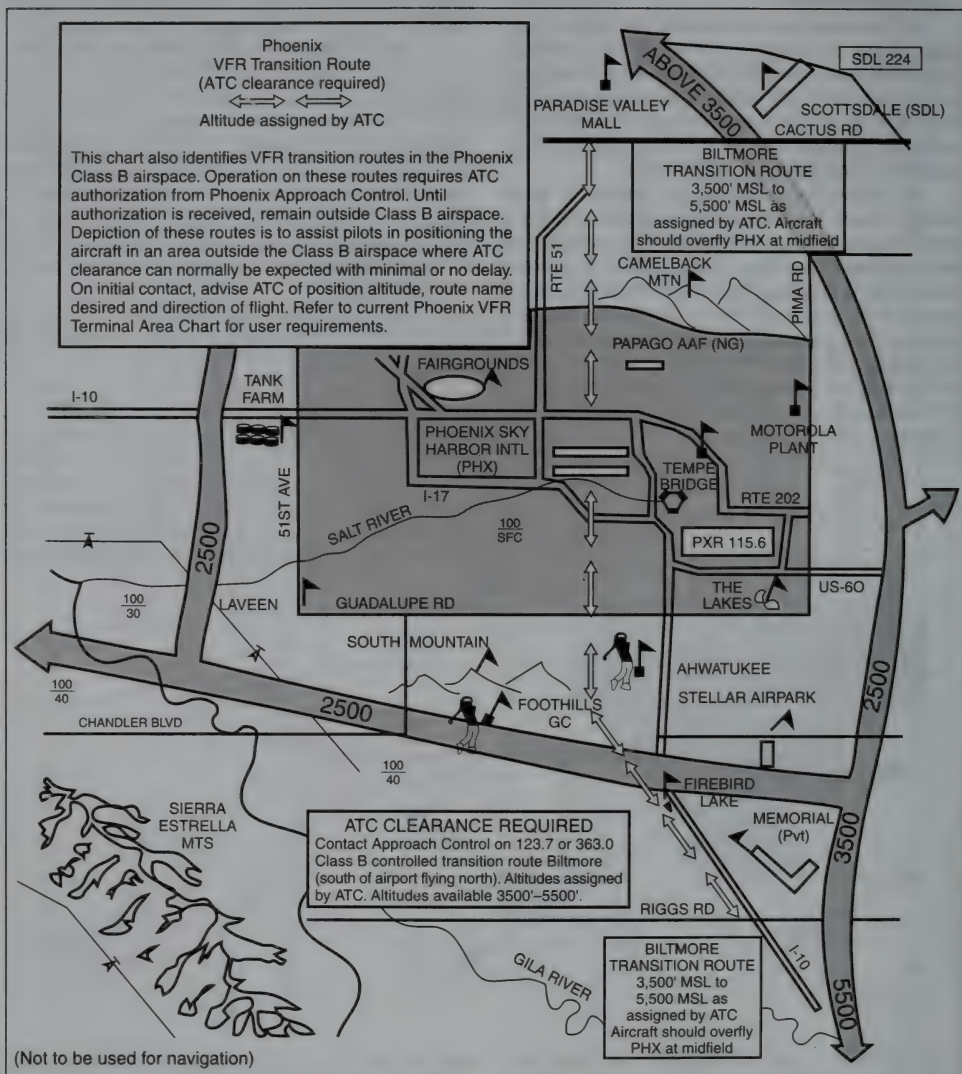 Phoenix
VFR Transition Route
(ATC clearance required)
Altitude assigned by ATC
This chart also identifies VFR transition routes in the Phoenix
Class B airspace. Operation on these routes requires ATC
authorization from Phoenix Approach Control. Until
authorization is received, remain outside Class B airspace.
Depiction of these routes is to assist pilots in positioning the
aircraft in an area outside the Class B airspace where ATC
clearance can normally be expected with minimal or no delay.
On initial contact, advise ATC of position altitude, route name
desired and direction of flight. Refer to current Phoenix VFR
Terminal Area Chart for user requirements.
ABOVE 3500
SDL 224
PARADISE VALLEY
MALL
SCOTTSDALE (SDL)
CACTUS RD
BILTMORE
TRANSITION ROUTE
3,500' MSL to
5,500' MSL as
assigned by ATC. Aircraft
should overfly PHX at midfield
RTE 51
CAMELBACK
MTN
PIMA RD
PAPAGO AAF (NG)
FAIRGROUNDS
TANK
FARM
I-10
PHOENIX SKY
HARBOR INTL
(PHX)
MOTOROLA
PLANT
TEMPE
BRIDGE
I-17
RTE 202
51ST AVE
SALT RIVER
100
SFC
PXR 115.6
2500
THE
LAKES
US-6O
100
30
LAVEEN
GUADALUPE RD
SOUTH MOUNTAIN
AHWATUKEE
STELLAR AIRPARK
2500
100
40
CHANDLER BLVD
2500
FOOTHILLS
GC
100
40
FIREBIRD
LAKE
MEMORIAL
(Pvt)
3500
SIERRA
ESTRELLA
MTS
ATC CLEARANCE REQUIRED
Contact Approach Control on 123.7 or 363.0
Class B controlled transition route Biltmore
(south of airport flying north). Altitudes assigned
by ATC. Altitudes available 3500'–5500'.
RIGGS RD
I-10
GILA RIVER
BILTMORE
TRANSITION ROUTE
3,500' MSL to
5,500 MSL as
assigned by ATC
Aircraft should overfly
PHX at midfield
5500
(Not to be used for navigation)